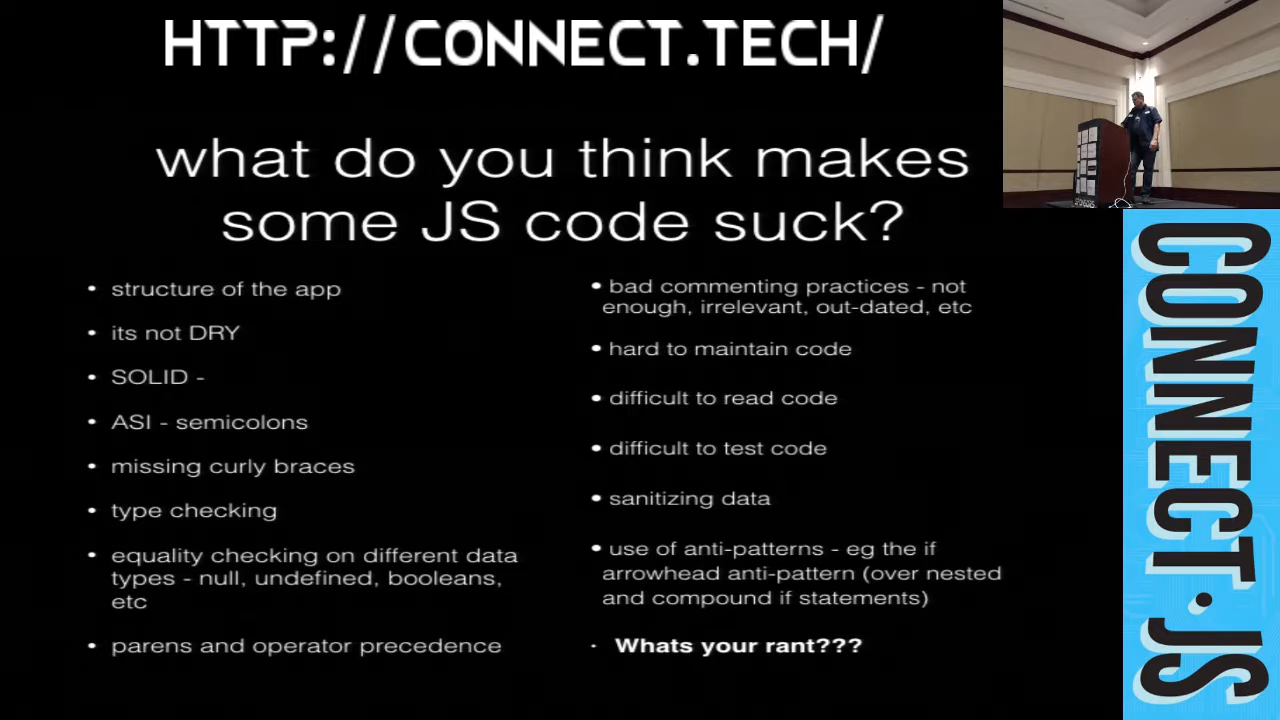 HTTP://CONNECT.TECH/
what do you think makes
some JS code suck?
• structure of the app
• its not DRY
• SOLID -
• ASI - semicolons
• missing curly braces
• type checking
• equality checking on different data
types - null, undefined, booleans,
etc
• parens and operator precedence
• bad commenting practices - not
enough, irrelevant, out-dated, etc
• hard to maintain code
• difficult to read code
• difficult to test code
• sanitizing data
• use of anti-patterns - eg the if
arrowhead anti-pattern (over nested
and compound if statements)
• Whats your rant???
CONNECT.JS